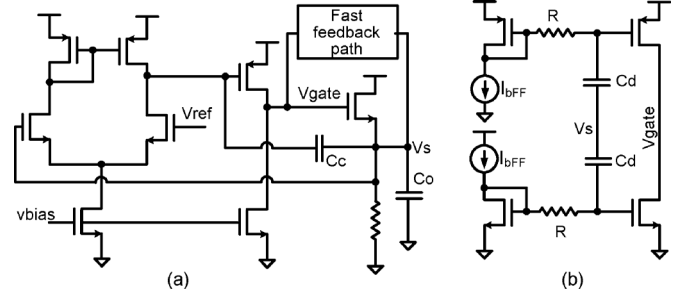 Fast
feedback
path
Vgate
Vref
Vs
Cc
Co
vbias
(a)
R
Cd
IbFF
Vs
Vgate
Cd
IbFF
R
(b)